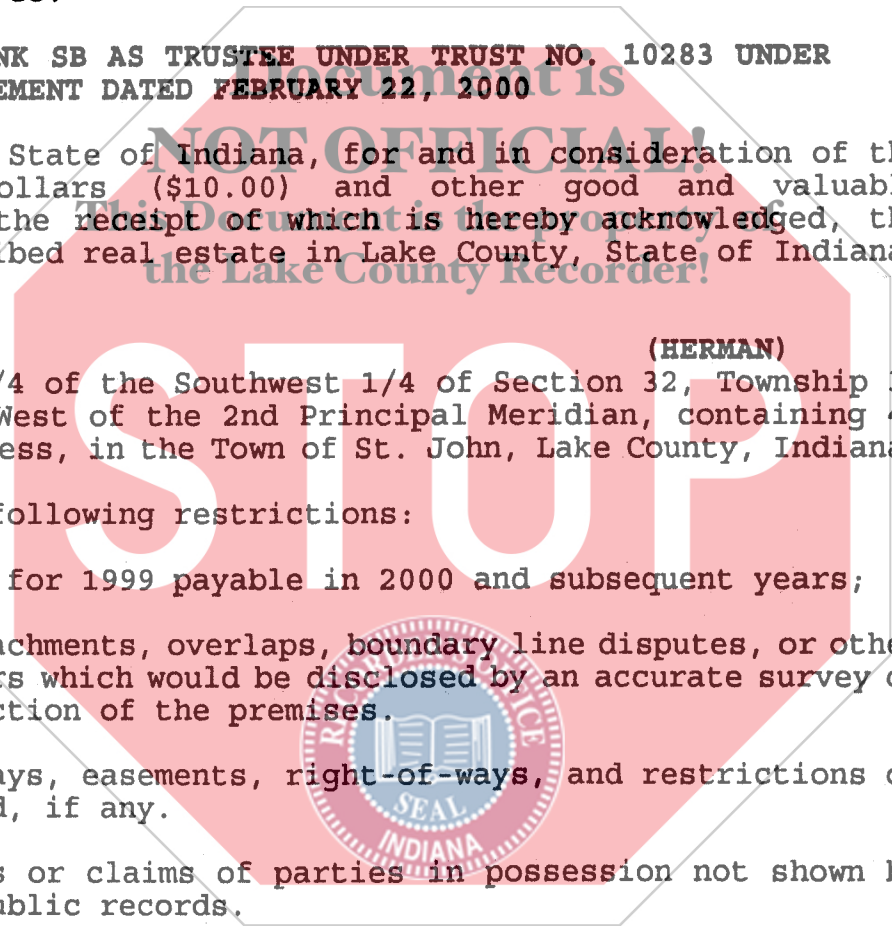 NK SB AS TRUSTEE UNDER TRUST NO. 10283 UNDER
EMENT DATED FEBRUARY 22, 2000
Document is
NOT OFFICIAL!
This Document is the property of
the Lake County Recorder!
State of Indiana, for and in consideration of th
ollars ($10.00) and other good and valuabl
the receipt of which is hereby acknowledged, th
ibed real estate in Lake County, State of Indiana
(HERMAN)
/4 of the Southwest 1/4 of Section 32, Township 3
West of the 2nd Principal Meridian, containing 4
ess, in the Town of St. John, Lake County, Indiana
STOP
following restrictions:
for 1999 payable in 2000 and subsequent years;
achments, overlaps, boundary line disputes, or othe
rs which would be disclosed by an accurate survey o
ction of the premises.
ays, easements, right-of-ways, and restrictions o
d, if any.
RECORDER'S OFFICE
SEAL
INDIANA
s or claims of parties in possession not shown b
ublic records.